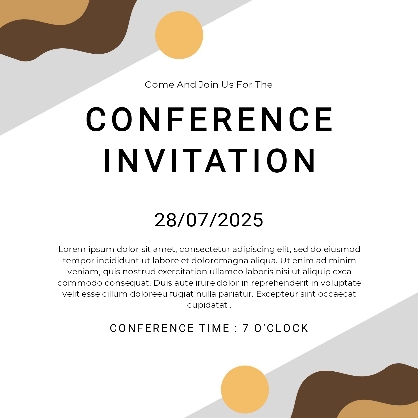 Come And Join Us For The
CONFERENCE
INVITATION
28/07/2025
Lorem ipsum dolor sit amet, consectetur adipiscing elit, sed do eiusmod
tempor incididunt ut labore et doloremagna aliqua. Ut enim ad minim
veniam, quis nostrud exercitation ullamco laboris nisi ut aliquip exca
commodo consequat. Duis aute irure dolor in reprehenderit in voluptate
velit esse cillum doloreeu fugiat nulla pariatur. Excepteur sint occaecat
cupidatat.
CONFERENCE TIME : 7 O'CLOCK